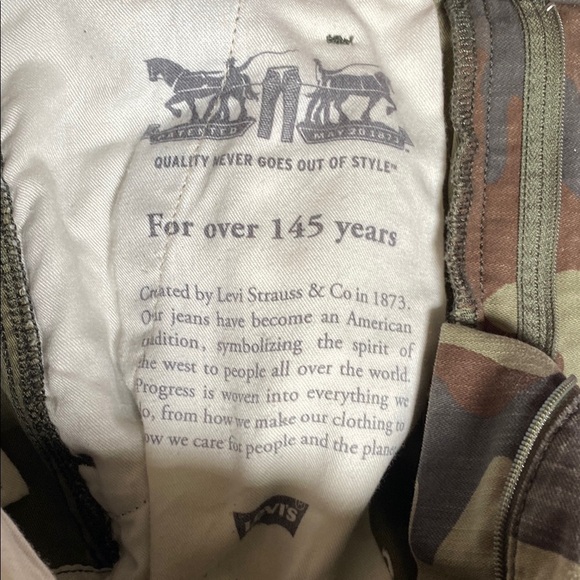 PATENTED MAY 20 1873
QUALITY NEVER GOES OUT OF STYLE™
For over 145 years
Created by Levi Strauss & Co in 1873.
Our jeans have become an American
tradition, symbolizing the spirit of
the west to people all over the world.
Progress is woven into everything we
do, from how we make our clothing to
how we care for people and the planet
LEVI'S